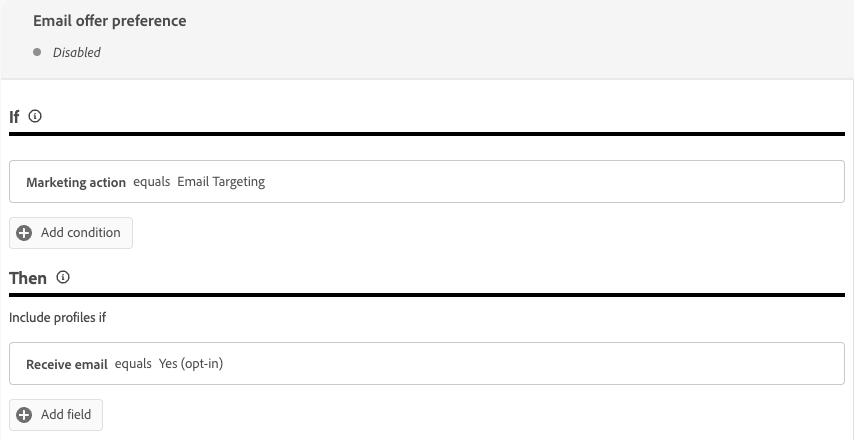 Email offer preference
Disabled
If
Marketing action equals Email Targeting
Add condition
Then
Include profiles if
Receive email equals Yes (opt-in)
Add field